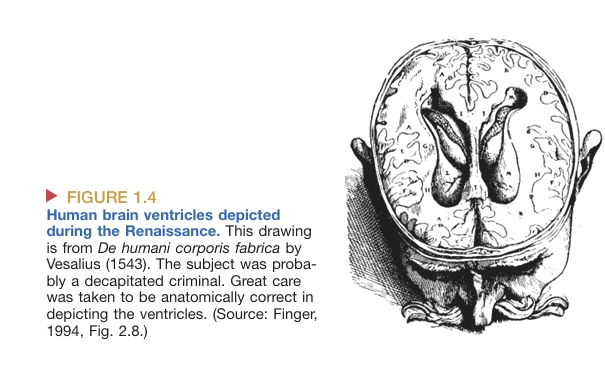 FIGURE 1.4
Human brain ventricles depicted
during the Renaissance. This drawing
is from De humani corporis fabrica by
Vesalius (1543). The subject was proba-
bly a decapitated criminal. Great care
was taken to be anatomically correct in
depicting the ventricles. (Source: Finger,
1994, Fig. 2.8.)